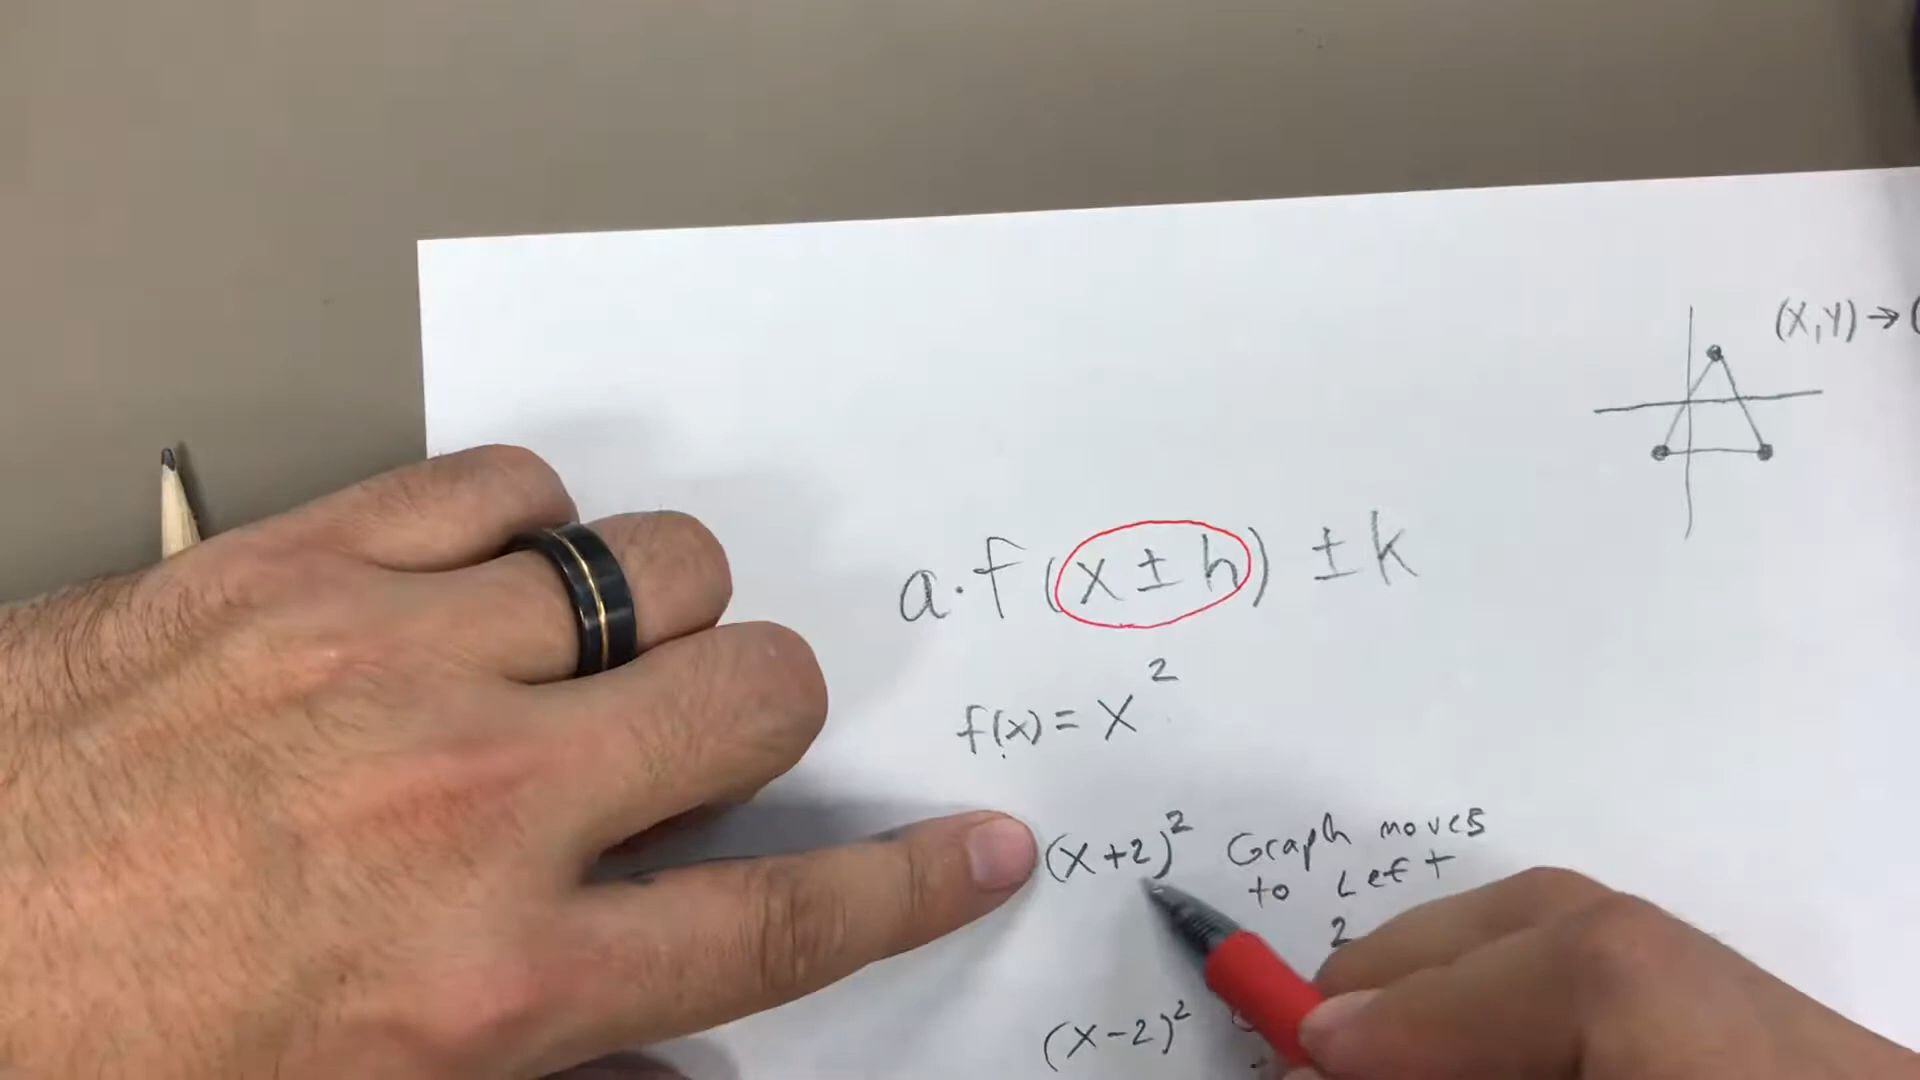 (X,Y) → (
a·f(x ± h) ± k
f(x) = x²
(x+2)² Graph moves
to Left
2
(x-2)²